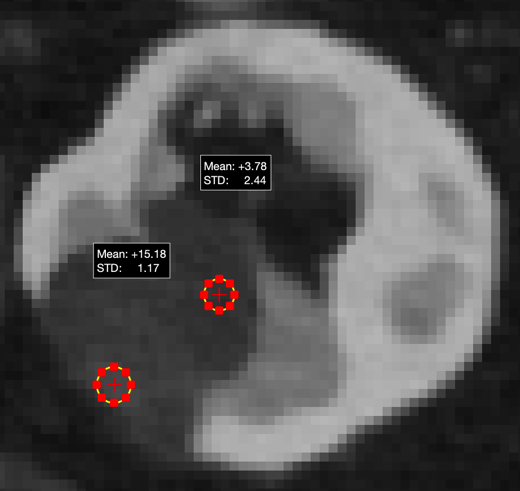 Mean: +3.78
STD: 2.44
Mean: +15.18
STD: 1.17